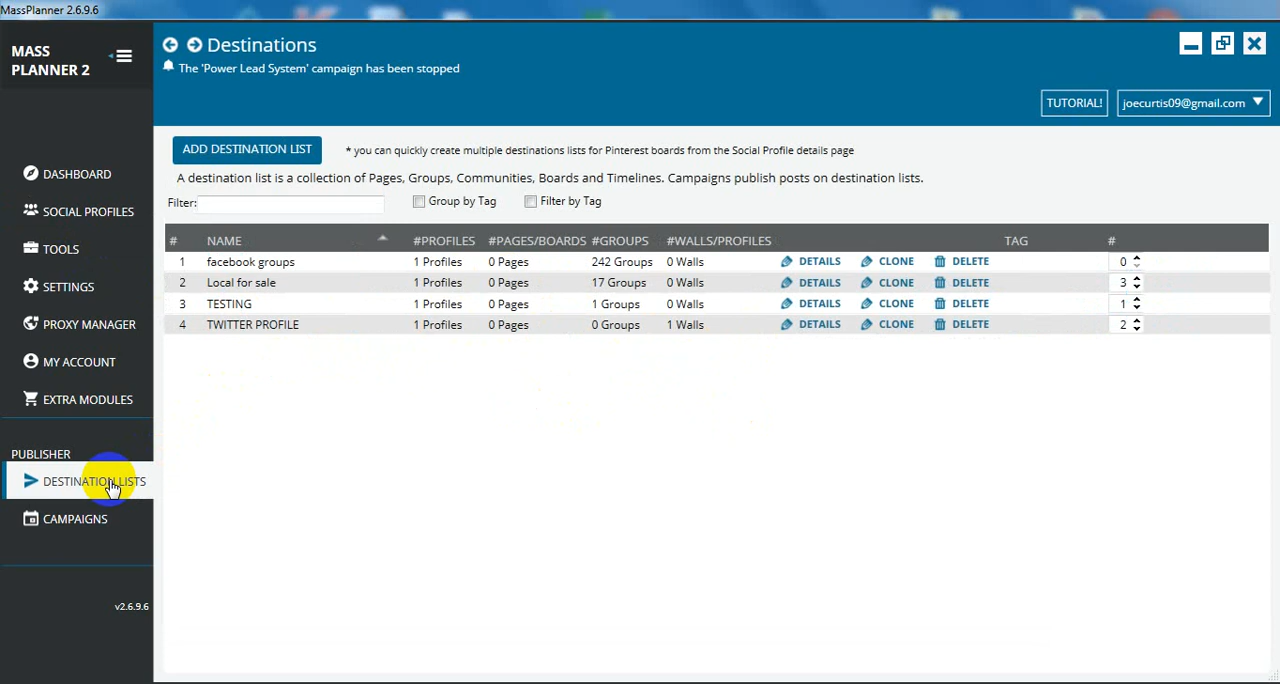 MassPlanner 2.6.9.6
MASS
PLANNER 2
Destinations
The 'Power Lead System' campaign has been stopped
TUTORIAL!
joecurtis09@gmail.com
DASHBOARD
SOCIAL PROFILES
TOOLS
SETTINGS
PROXY MANAGER
MY ACCOUNT
EXTRA MODULES
PUBLISHER
DESTINATION LISTS
CAMPAIGNS
v2.6.9.6
ADD DESTINATION LIST * you can quickly create multiple destinations lists for Pinterest boards from the Social Profile details page
A destination list is a collection of Pages, Groups, Communities, Boards and Timelines. Campaigns publish posts on destination lists.
Filter: Group by Tag Filter by Tag
# NAME #PROFILES #PAGES/BOARDS #GROUPS #WALLS/PROFILES TAG #
1 facebook groups 1 Profiles 0 Pages 242 Groups 0 Walls DETAILS CLONE DELETE 0
2 Local for sale 1 Profiles 0 Pages 17 Groups 0 Walls DETAILS CLONE DELETE 3
3 TESTING 1 Profiles 0 Pages 1 Groups 0 Walls DETAILS CLONE DELETE 1
4 TWITTER PROFILE 1 Profiles 0 Pages 0 Groups 1 Walls DETAILS CLONE DELETE 2